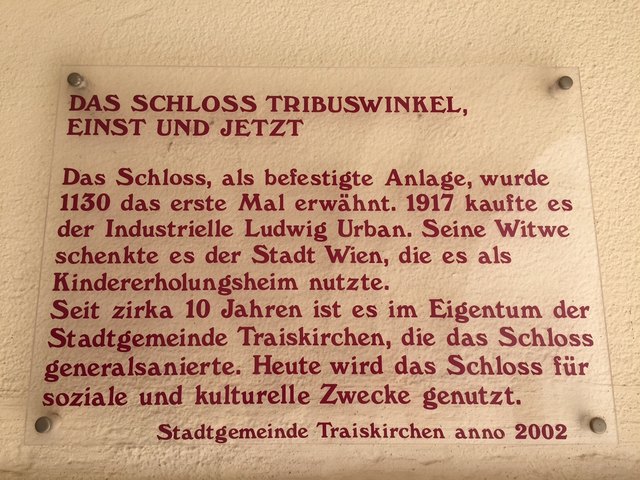 DAS SCHLOSS TRIBUSWINKEL,
EINST UND JETZT
Das Schloss, als befestigte Anlage, wurde
1130 das erste Mal erwähnt. 1917 kaufte es
der Industrielle Ludwig Urban. Seine Witwe
schenkte es der Stadt Wien, die es als
Kindererholungsheim nutzte.
Seit zirka 10 Jahren ist es im Eigentum der
Stadtgemeinde Traiskirchen, die das Schloss
generalsanierte. Heute wird das Schloss für
soziale und kulturelle Zwecke genutzt.
Stadtgemeinde Traiskirchen anno 2002